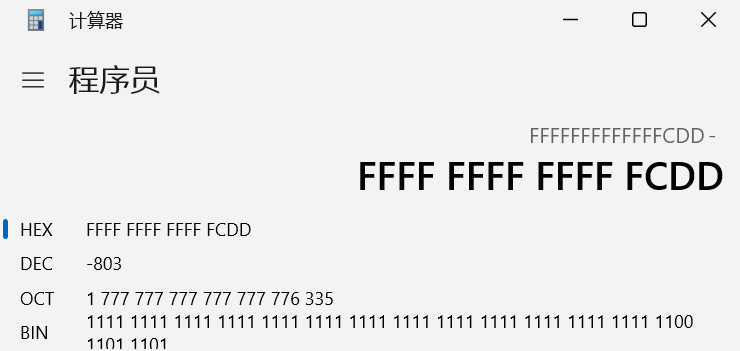 计算器
程序员
FFFFFFFFFFFFFCDD -
FFFF FFFF FFFF FCDD
HEX FFFF FFFF FFFF FCDD
DEC -803
OCT 1 777 777 777 777 777 776 335
BIN 1111 1111 1111 1111 1111 1111 1111 1111 1111 1111 1111 1111 1111 1100
1101 1101